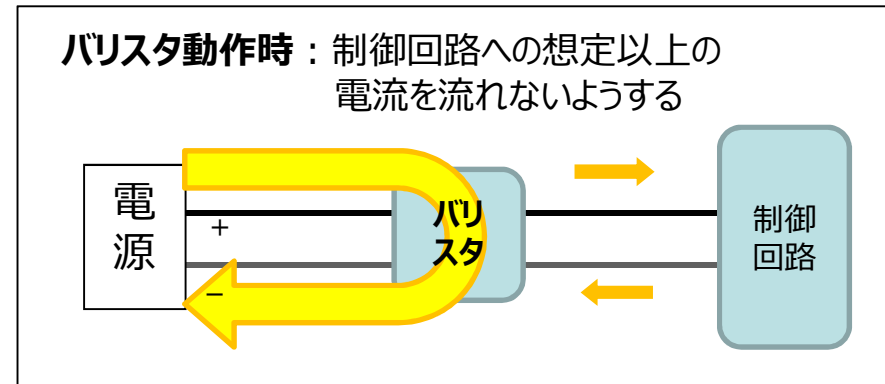 バリスタ動作時：制御回路への想定以上の
電流を流れないようする
電
源
+
−
バリ
スタ
制御
回路